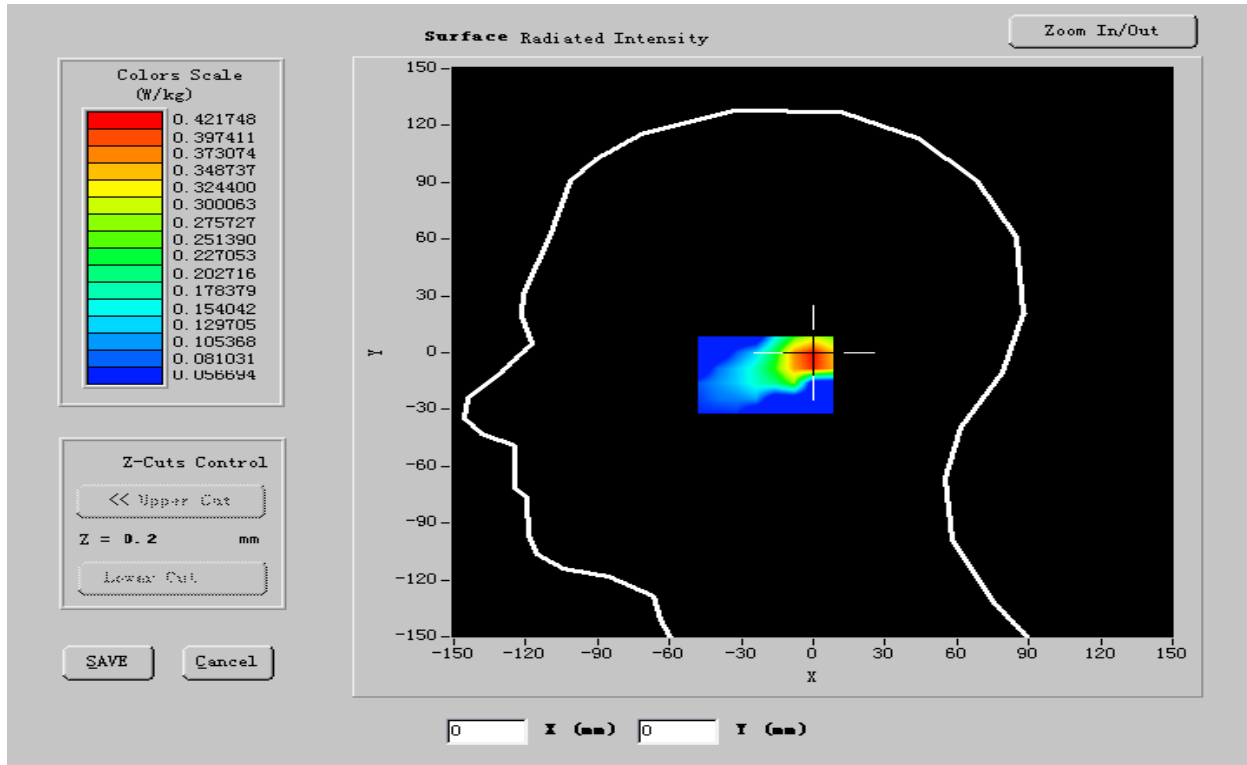 Surface Radiated Intensity
Zoom In/Out
Colors Scale
(W/kg)
0.421748
0.397411
0.373074
0.348737
0.324400
0.300063
0.275727
0.251390
0.227053
0.202716
0.178379
0.154042
0.129705
0.105368
0.081031
0.056694
Z-Cuts Control
<< Upper Cut
Z = 0.2 mm
Lower Cut
SAVE
Cancel
150
120
90
60
30
0
-30
-60
-90
-120
-150
Y
-150 -120 -90 -60 -30 0 30 60 90 120 150
X
0 X (mm) 0 Y (mm)